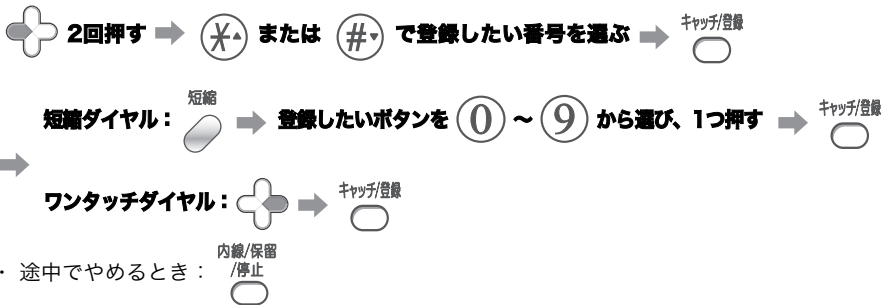 2回押す または で登録したい番号を選ぶ キャッチ/登録
短縮
短縮ダイヤル： 登録したいボタンを 0 ～ 9 から選び、1つ押す キャッチ/登録
ワンタッチダイヤル： キャッチ/登録
・ 途中でやめるとき： 内線/保留
/停止